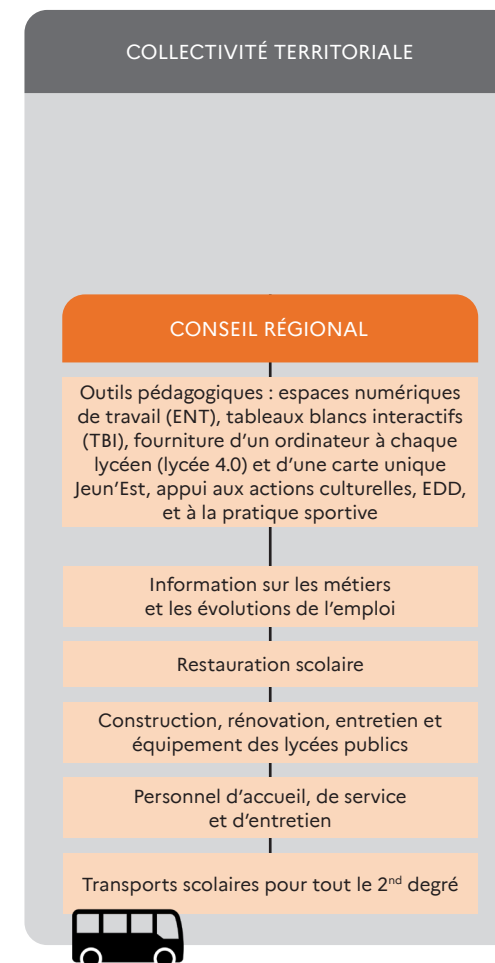 COLLECTIVITÉ TERRITORIALE
CONSEIL RÉGIONAL
Outils pédagogiques : espaces numériques
de travail (ENT), tableaux blancs interactifs
(TBI), fourniture d’un ordinateur à chaque
lycéen (lycée 4.0) et d’une carte unique
Jeun’Est, appui aux actions culturelles, EDD,
et à la pratique sportive
Information sur les métiers
et les évolutions de l’emploi
Restauration scolaire
Construction, rénovation, entretien et
équipement des lycées publics
Personnel d’accueil, de service
et d’entretien
Transports scolaires pour tout le 2nd degré